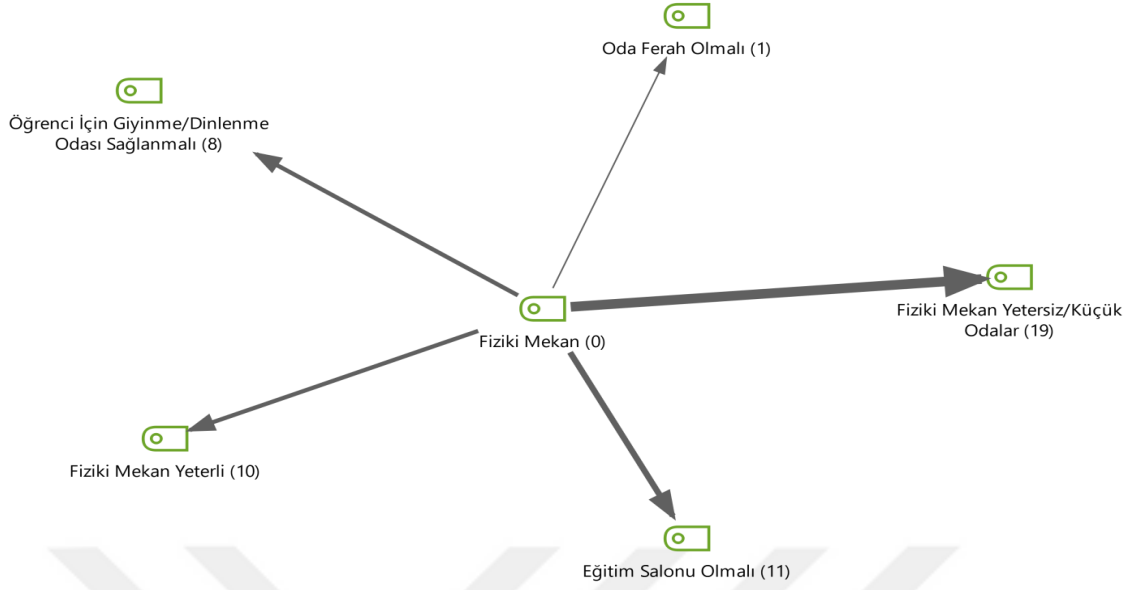 Oda Ferah Olmalı (1)
Öğrenci İçin Giyinme/Dinlenme
Odası Sağlanmalı (8)
Fiziki Mekan Yetersiz/Küçük
Odalar (19)
Fiziki Mekan (0)
Fiziki Mekan Yeterli (10)
Eğitim Salonu Olmalı (11)